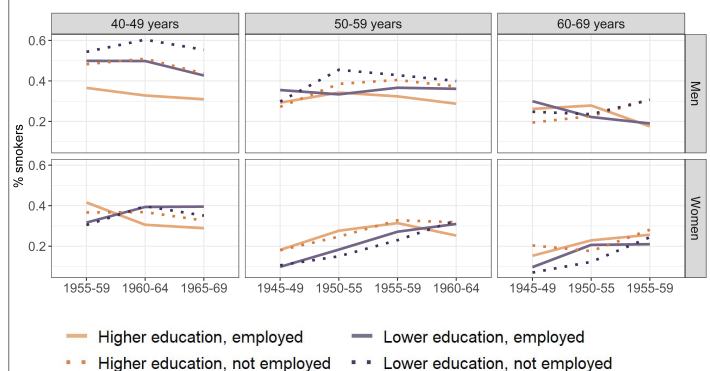 40-49 years 50-59 years 60-69 years
0.6
0.4
0.2
Men
% smokers
0.6
0.4
0.2
Women
1955-59 1960-64 1965-69 1945-49 1950-55 1955-59 1960-64 1945-49 1950-55 1955-59
Higher education, employed Lower education, employed
Higher education, not employed Lower education, not employed